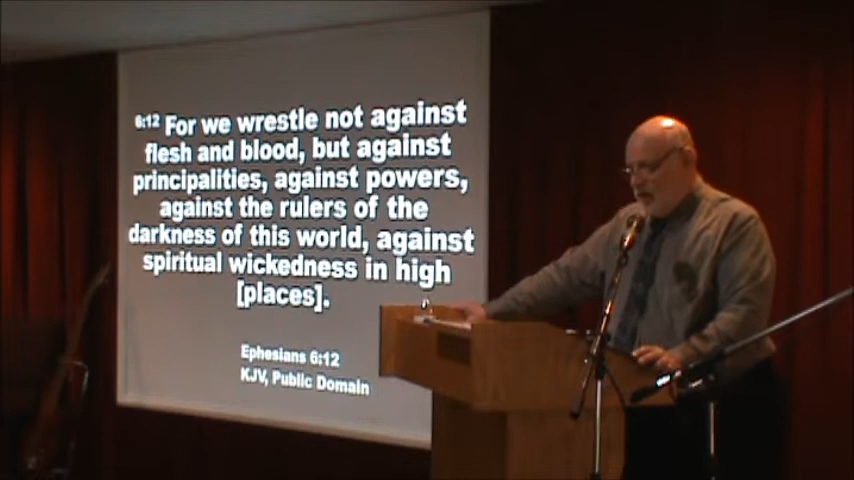 6:12 For we wrestle not against
flesh and blood, but against
principalities, against powers,
against the rulers of the
darkness of this world, against
spiritual wickedness in high
[places].
Ephesians 6:12
KJV, Public Domain